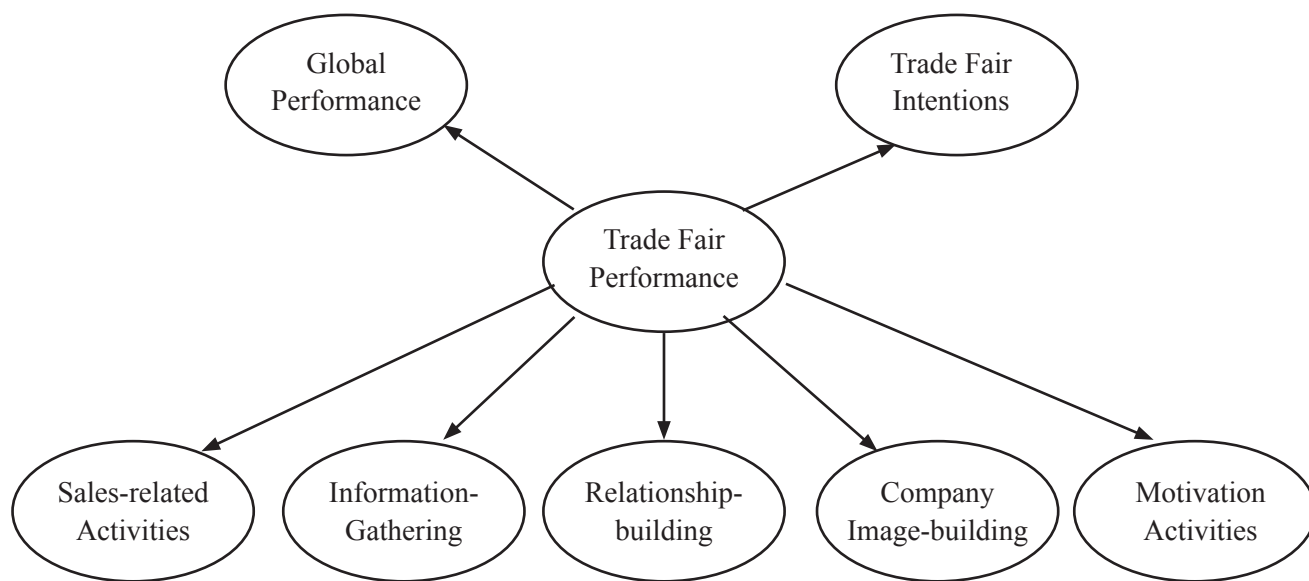 Global
Performance
Trade Fair
Intentions
Trade Fair
Performance
Sales-related
Activities
Information-
Gathering
Relationship-
building
Company
Image-building
Motivation
Activities